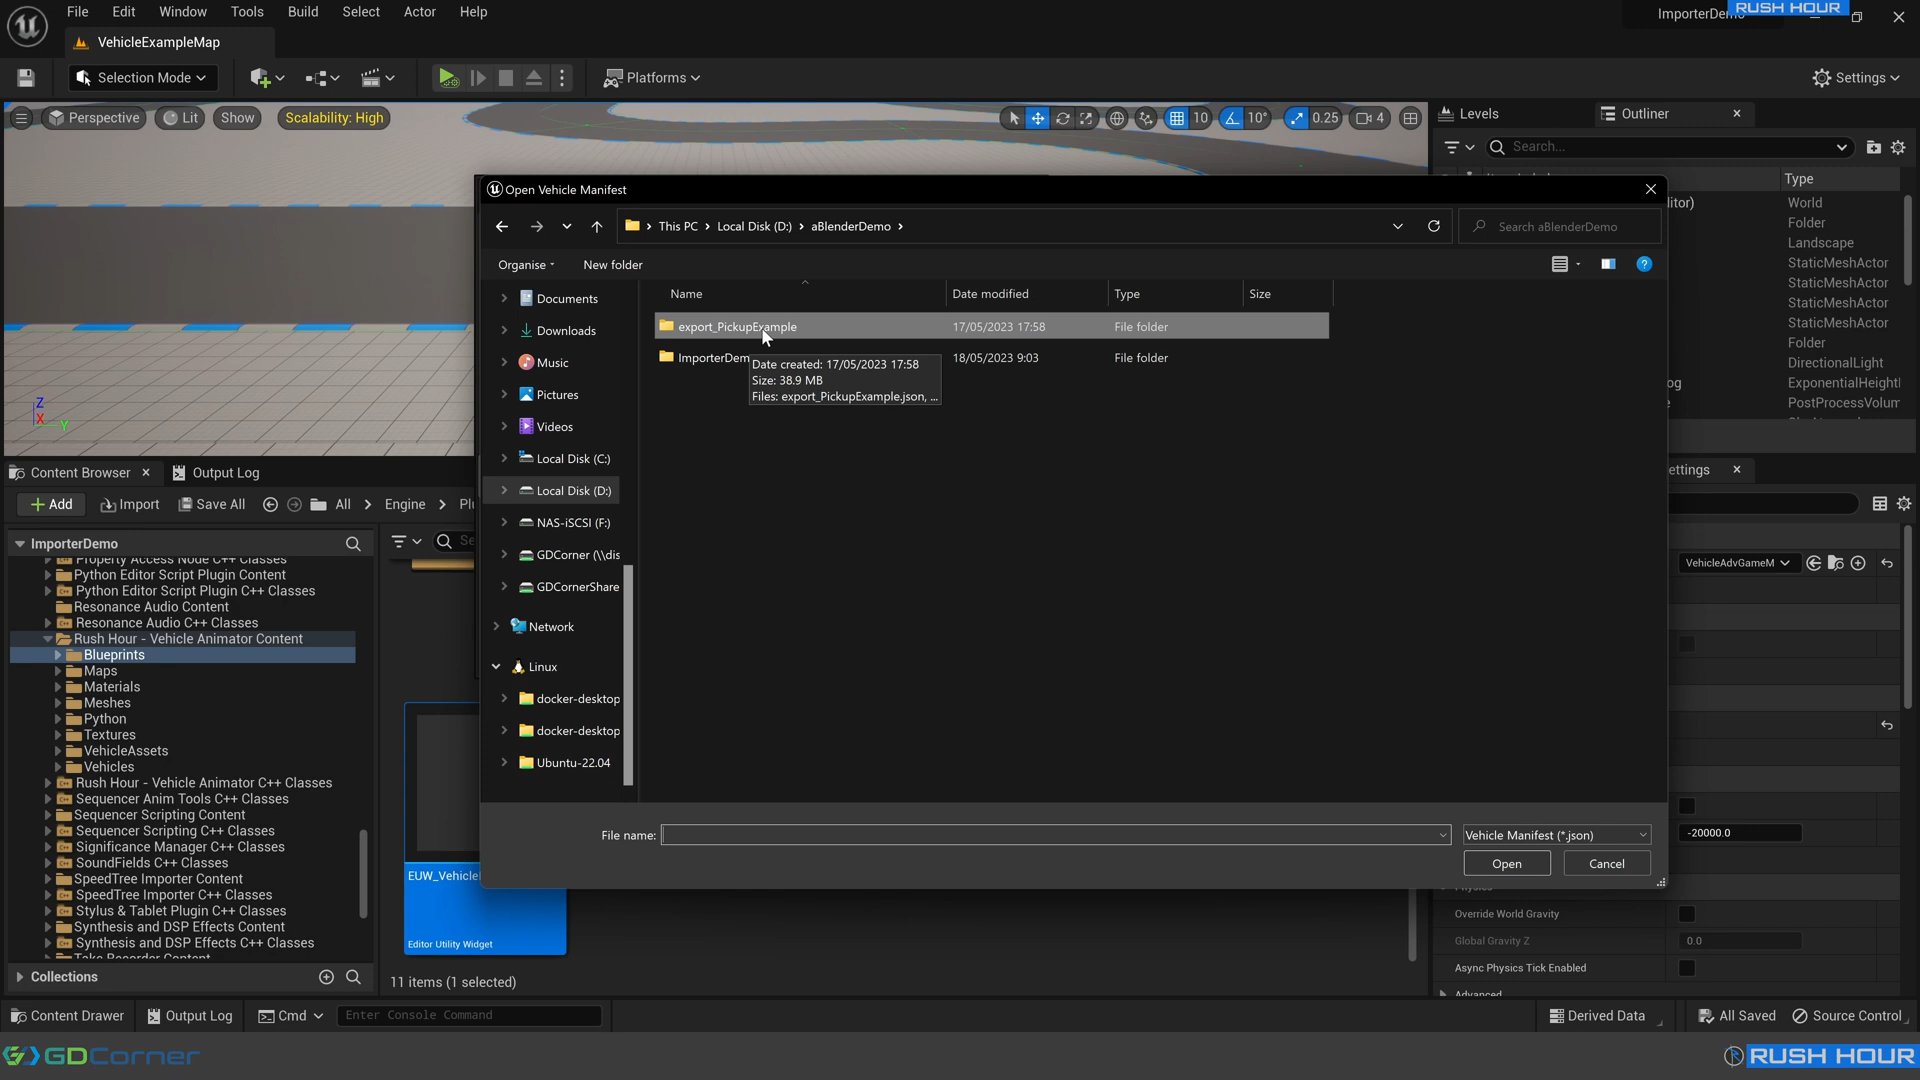 File
Edit
Window
Tools
Build
Select
Actor
Help
RUSH HOUR
VehicleExampleMap
Selection Mode
Platforms
Settings
Perspective
Lit
Show
Scalability: High
10
10°
0.25
4
Levels
Outliner
Search...
Type
World
Folder
Landscape
StaticMeshActor
StaticMeshActor
StaticMeshActor
Folder
DirectionalLight
PostProcessVolum
Z
X
Y
Open Vehicle Manifest
This PC
Local Disk (D:)
aBlenderDemo
Search aBlenderDemo
Organise
New folder
Documents
Downloads
Music
Pictures
Videos
Local Disk (C:)
Local Disk (D:)
NAS-iSCSI (F:)
GDCorner (\\dis
GDCornerShare
Network
Linux
docker-desktop
docker-desktop
Ubuntu-22.04
Name
Date modified
Type
Size
export_PickupExample
17/05/2023 17:58
File folder
ImporterDem
18/05/2023 9:03
File folder
Date created: 17/05/2023 17:58
Size: 38.9 MB
Files: export_PickupExample.json, ...
File name:
Vehicle Manifest (*.json)
Open
Cancel
Content Browser
Output Log
Add
Import
Save All
All
Engine
ImporterDemo
Property Access Node C++ Classes
Python Editor Script Plugin Content
Python Editor Script Plugin C++ Classes
Resonance Audio Content
Resonance Audio C++ Classes
Rush Hour - Vehicle Animator Content
Blueprints
Maps
Materials
Meshes
Python
Textures
VehicleAssets
Vehicles
Rush Hour - Vehicle Animator C++ Classes
Sequencer Anim Tools C++ Classes
Sequencer Scripting Content
Sequencer Scripting C++ Classes
Significance Manager C++ Classes
SoundFields C++ Classes
SpeedTree Importer Content
SpeedTree Importer C++ Classes
Stylus & Tablet Plugin C++ Classes
Synthesis and DSP Effects Content
Synthesis and DSP Effects C++ Classes
Take Recorder Content
Collections
EUW_Vehicle
Editor Utility Widget
11 items (1 selected)
VehicleAdvGameM
-20000.0
Override World Gravity
Global Gravity Z
0.0
Async Physics Tick Enabled
Advanced
Content Drawer
Output Log
Cmd
Enter Console Command
Derived Data
All Saved
Source Control
GDCorner
RUSH HOUR